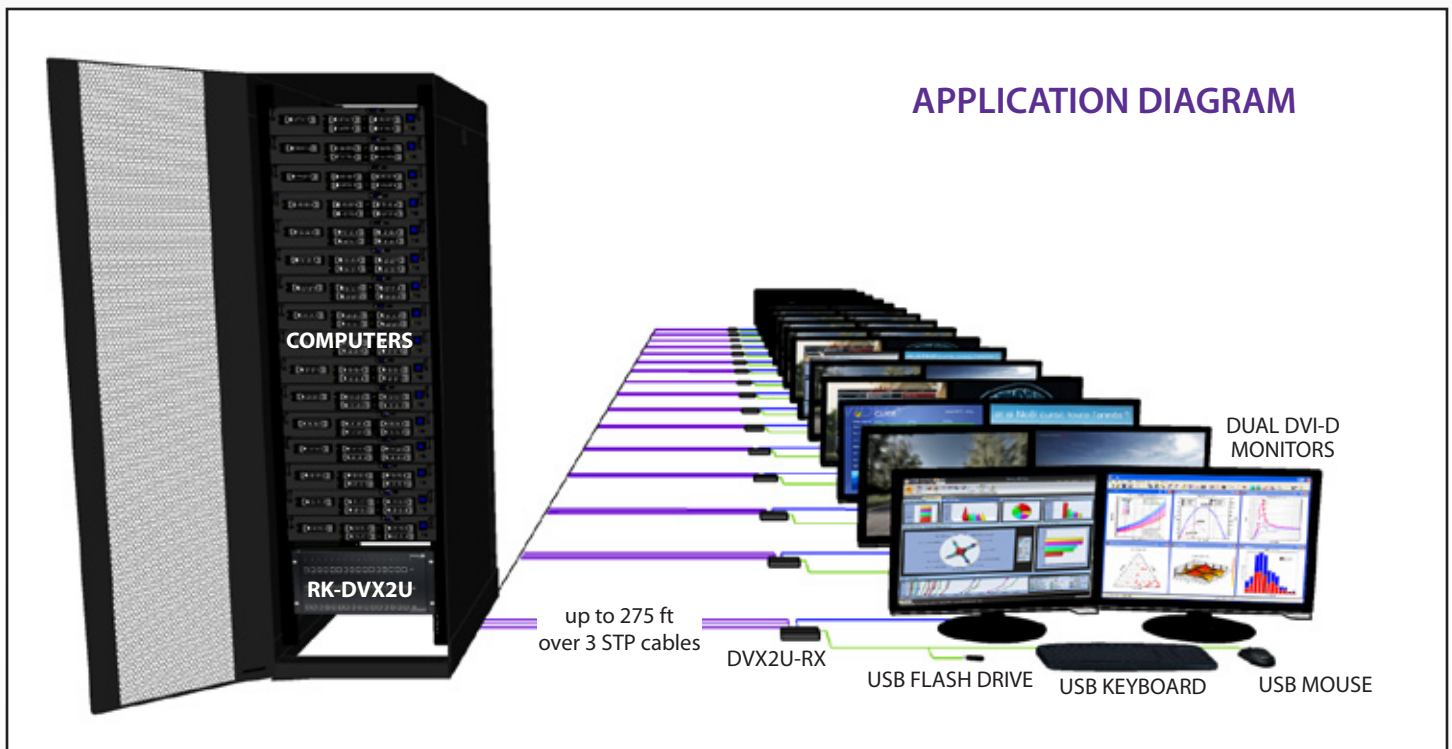 APPLICATION DIAGRAM
COMPUTERS
RK-DVX2U
up to 275 ft
over 3 STP cables
DVX2U-RX
USB FLASH DRIVE
USB KEYBOARD
USB MOUSE
DUAL DVI-D
MONITORS